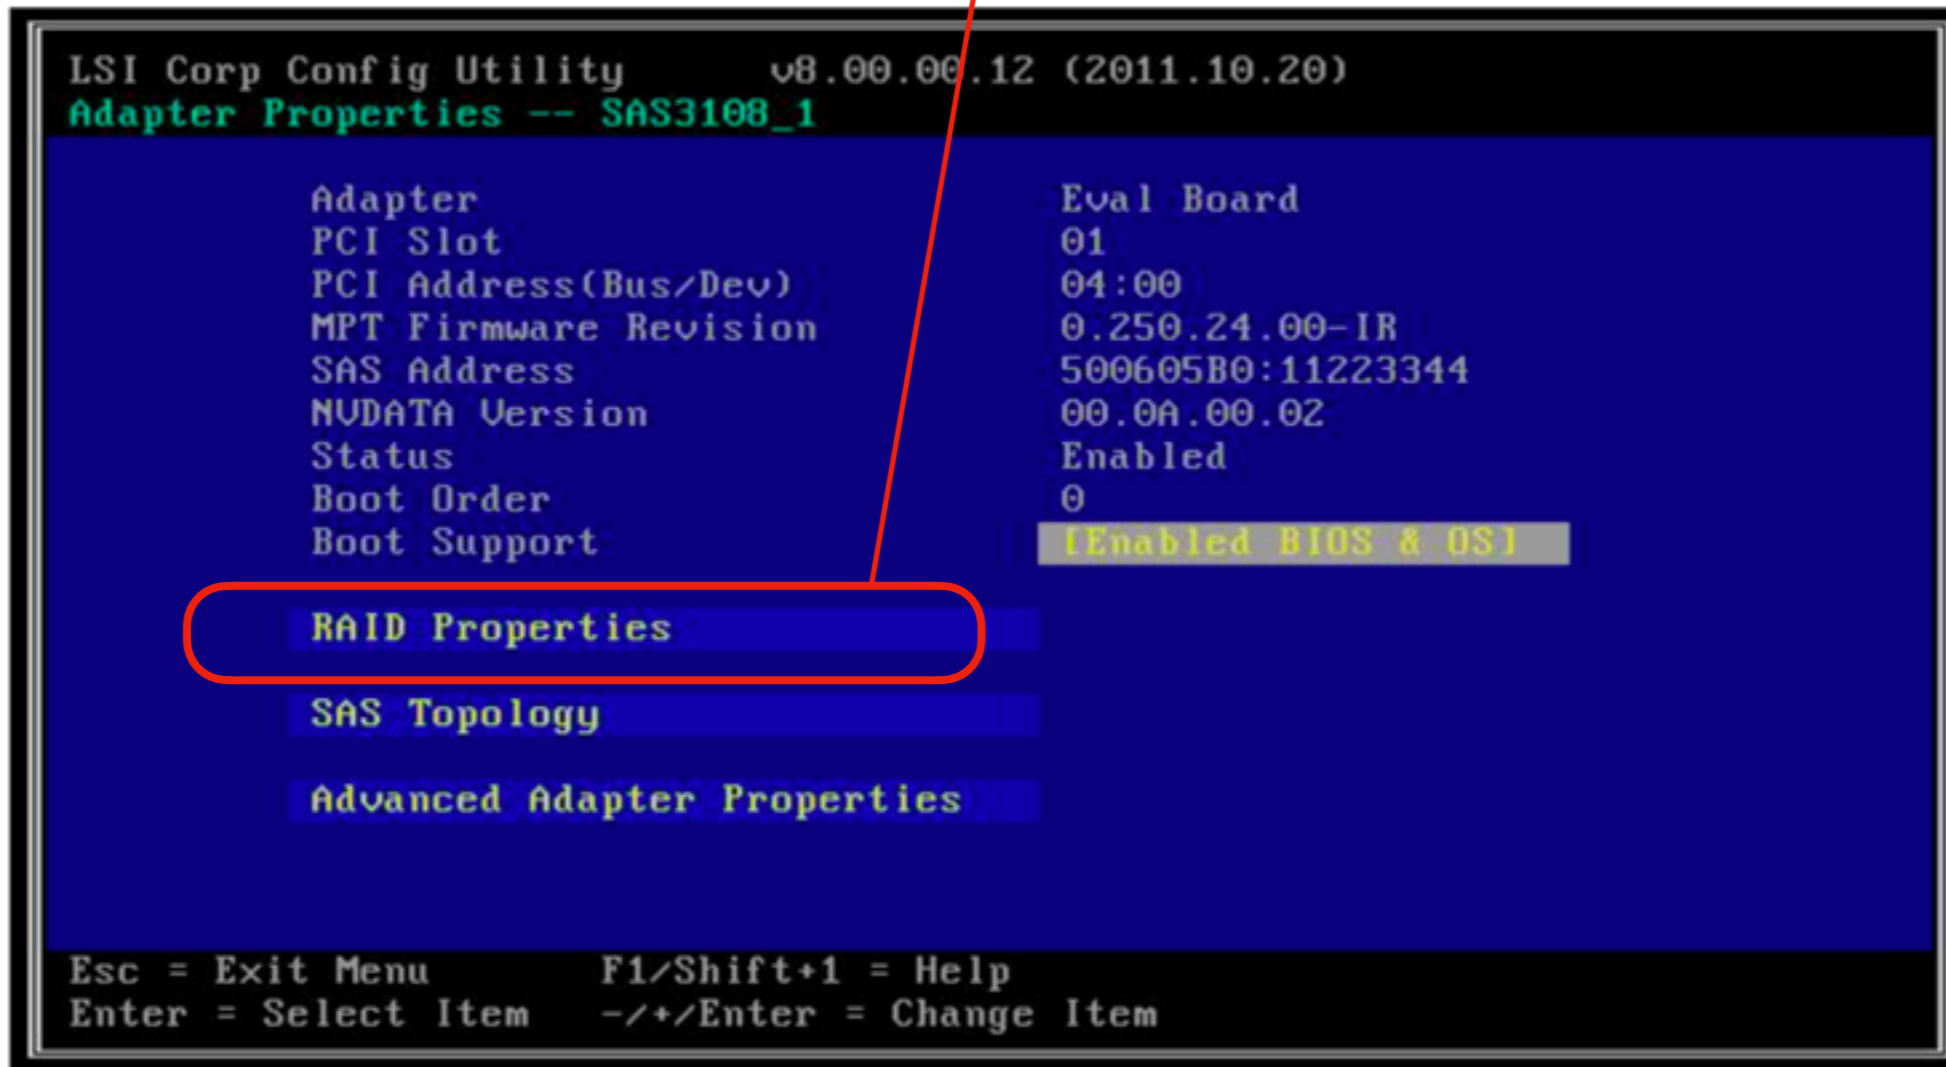 LSI Corp Config Utility v8.00.00.12 (2011.10.20)
Adapter Properties -- SAS3108_1
Adapter Eval Board
PCI Slot 01
PCI Address(Bus/Dev) 04:00
MPT Firmware Revision 0.250.24.00-IR
SAS Address 500605B0:11223344
NVDATA Version 00.0A.00.02
Status Enabled
Boot Order 0
Boot Support [Enabled BIOS & OS]
RAID Properties
SAS Topology
Advanced Adapter Properties
Esc = Exit Menu F1/Shift+1 = Help
Enter = Select Item -/+/Enter = Change Item